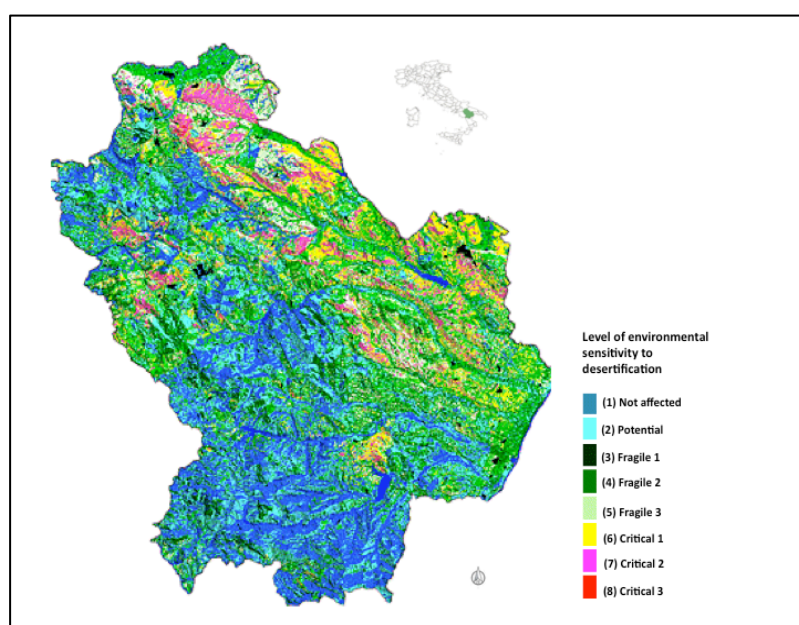 Level of environmental
sensitivity to
desertification
(1) Not affected
(2) Potential
(3) Fragile 1
(4) Fragile 2
(5) Fragile 3
(6) Critical 1
(7) Critical 2
(8) Critical 3